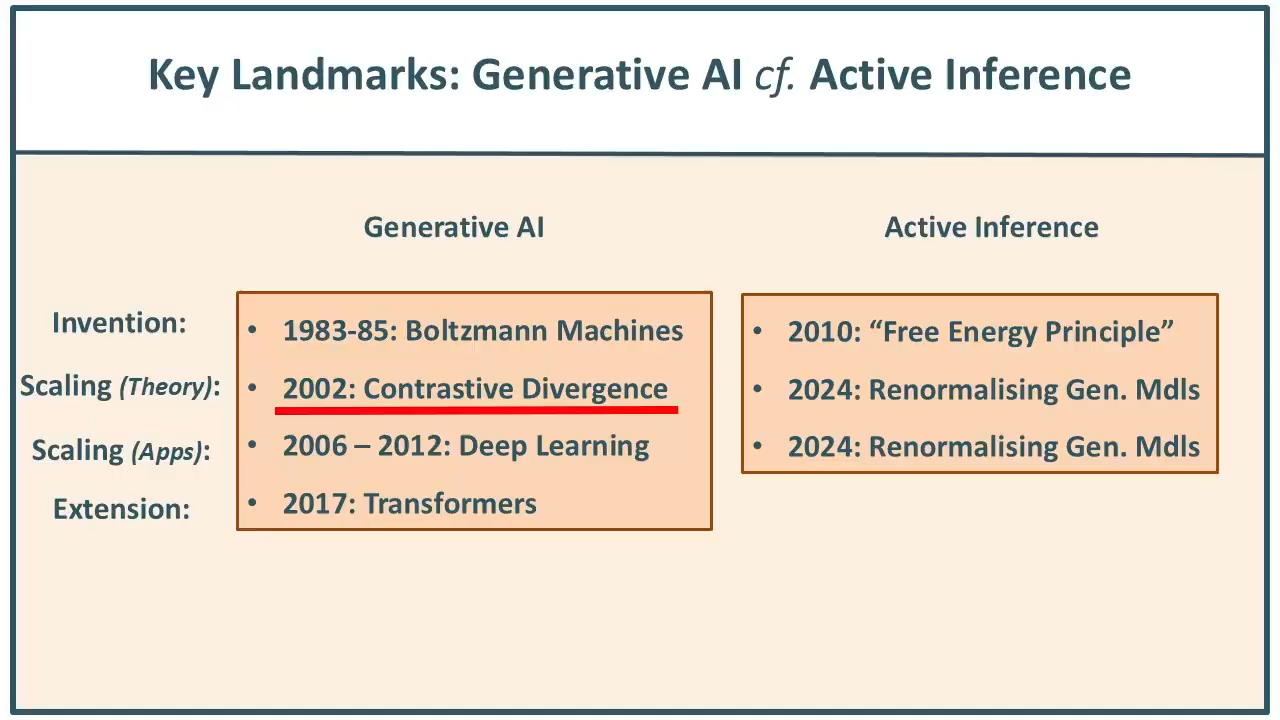 Key Landmarks: Generative AI cf. Active Inference
Generative AI
Active Inference
Invention:
• 1983-85: Boltzmann Machines
• 2010: “Free Energy Principle”
Scaling (Theory):
• 2002: Contrastive Divergence
• 2024: Renormalising Gen. Mdls
Scaling (Apps):
• 2006 – 2012: Deep Learning
• 2024: Renormalising Gen. Mdls
Extension:
• 2017: Transformers